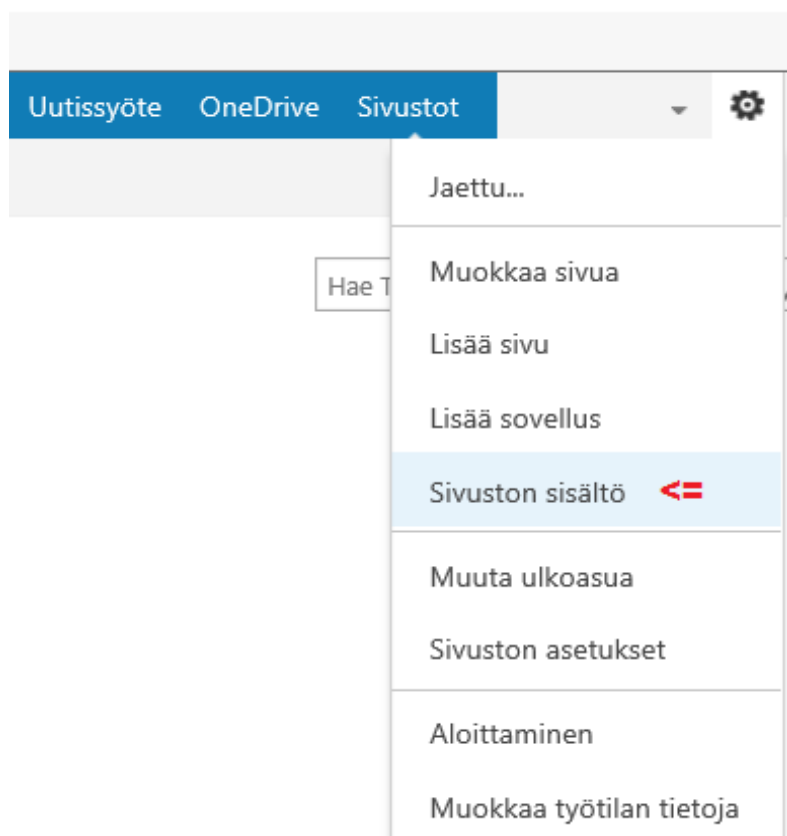 Uutissyöte OneDrive Sivustot
Jaettu...
Hae
Muokkaa sivua
Lisää sivu
Lisää sovellus
Sivuston sisältö <=
Muuta ulkoasua
Sivuston asetukset
Aloittaminen
Muokkaa työtilan tietoja